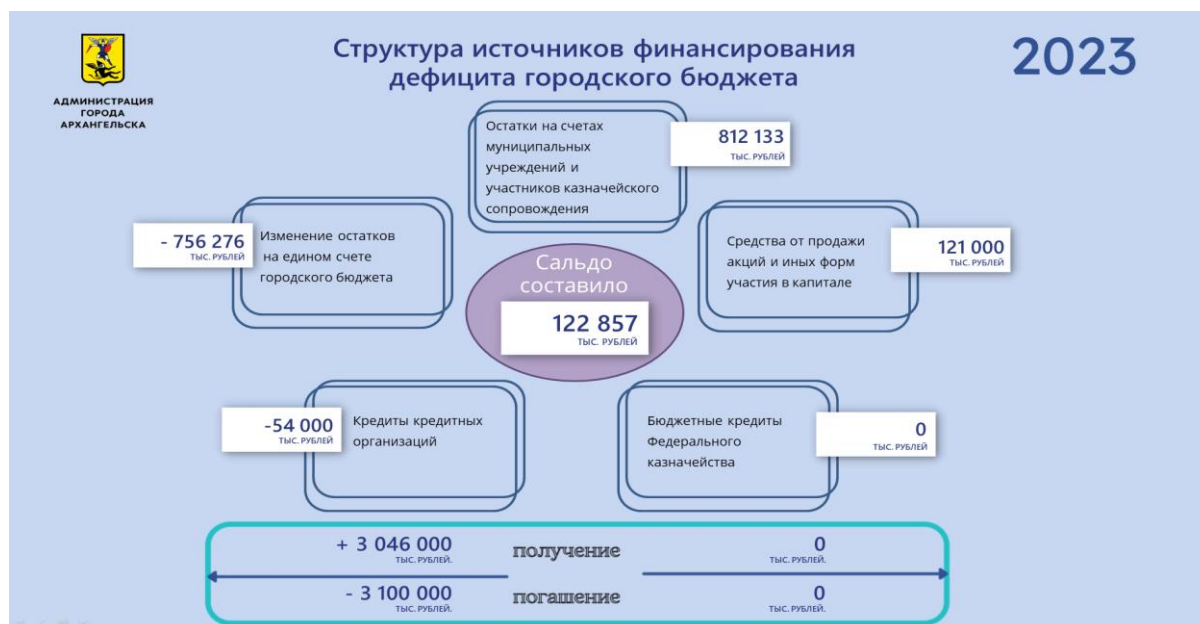 АДМИНИСТРАЦИЯ
ГОРОДА
АРХАНГЕЛЬСКА
Структура источников финансирования
дефицита городского бюджета
2023
Остатки на счетах
муниципальных
учреждений и
участников казначейского
сопровождения
812 133
ТЫС. РУБЛЕЙ
- 756 276
ТЫС. РУБЛЕЙ
Изменение остатков
на едином счете
городского бюджета
Средства от продажи
акций и иных форм
участия в капитале
121 000
ТЫС. РУБЛЕЙ
Сальдо
составило
122 857
ТЫС. РУБЛЕЙ
-54 000
ТЫС. РУБЛЕЙ
Кредиты кредитных
организаций
Бюджетные кредиты
Федерального
казначейства
0
ТЫС. РУБЛЕЙ
+ 3 046 000
ТЫС. РУБЛЕЙ.
получение
0
ТЫС. РУБЛЕЙ.
- 3 100 000
ТЫС. РУБЛЕЙ.
погашение
0
ТЫС. РУБЛЕЙ.